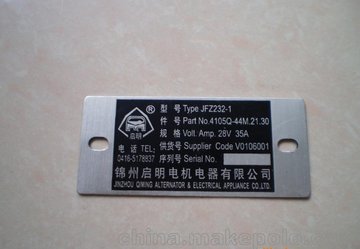 型 号 Type JFZ232-1
件 号 Part No.4105Q-44M.21.30
启明 ®
规 格 Volt. Amp. 28V 35A
电 话 TEL:
供货号 Supplier Code V0106001
0416-5178837
序列号 Serial No.
锦州启明电机电器有限公司
JINZHOU QIMING ALTERNATOR & ELECTRICAL APPLIANCE CO.LTD.
china.makepolo.com